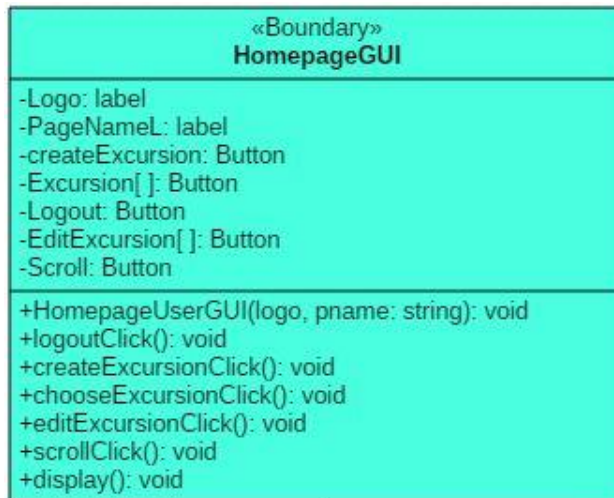 «Boundary»
HomepageGUI
-Logo: label
-PageNameL: label
-createExcursion: Button
-Excursion[ ]: Button
-Logout: Button
-EditExcursion[ ]: Button
-Scroll: Button
+HomepageUserGUI(logo, pname: string): void
+logoutClick(): void
+createExcursionClick(): void
+chooseExcursionClick(): void
+editExcursionClick(): void
+scrollClick(): void
+display(): void